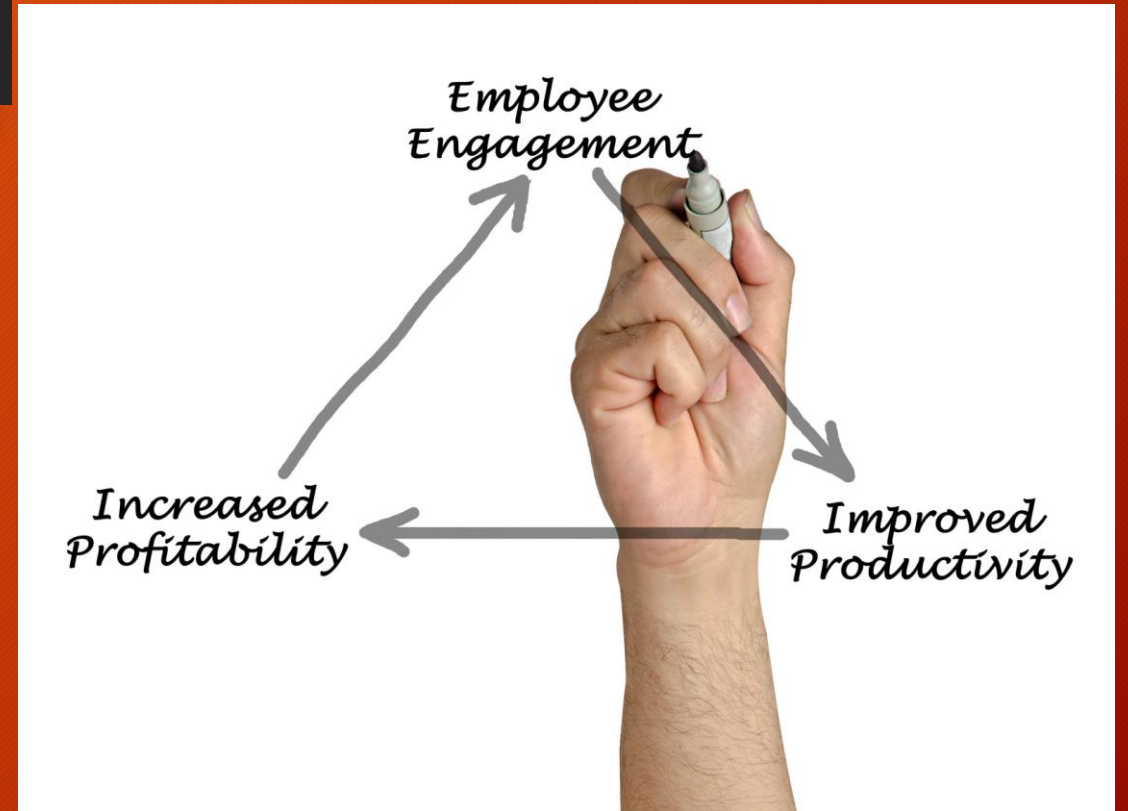 Employee
Engagement
Increased
Profitability
Improved
Productivity